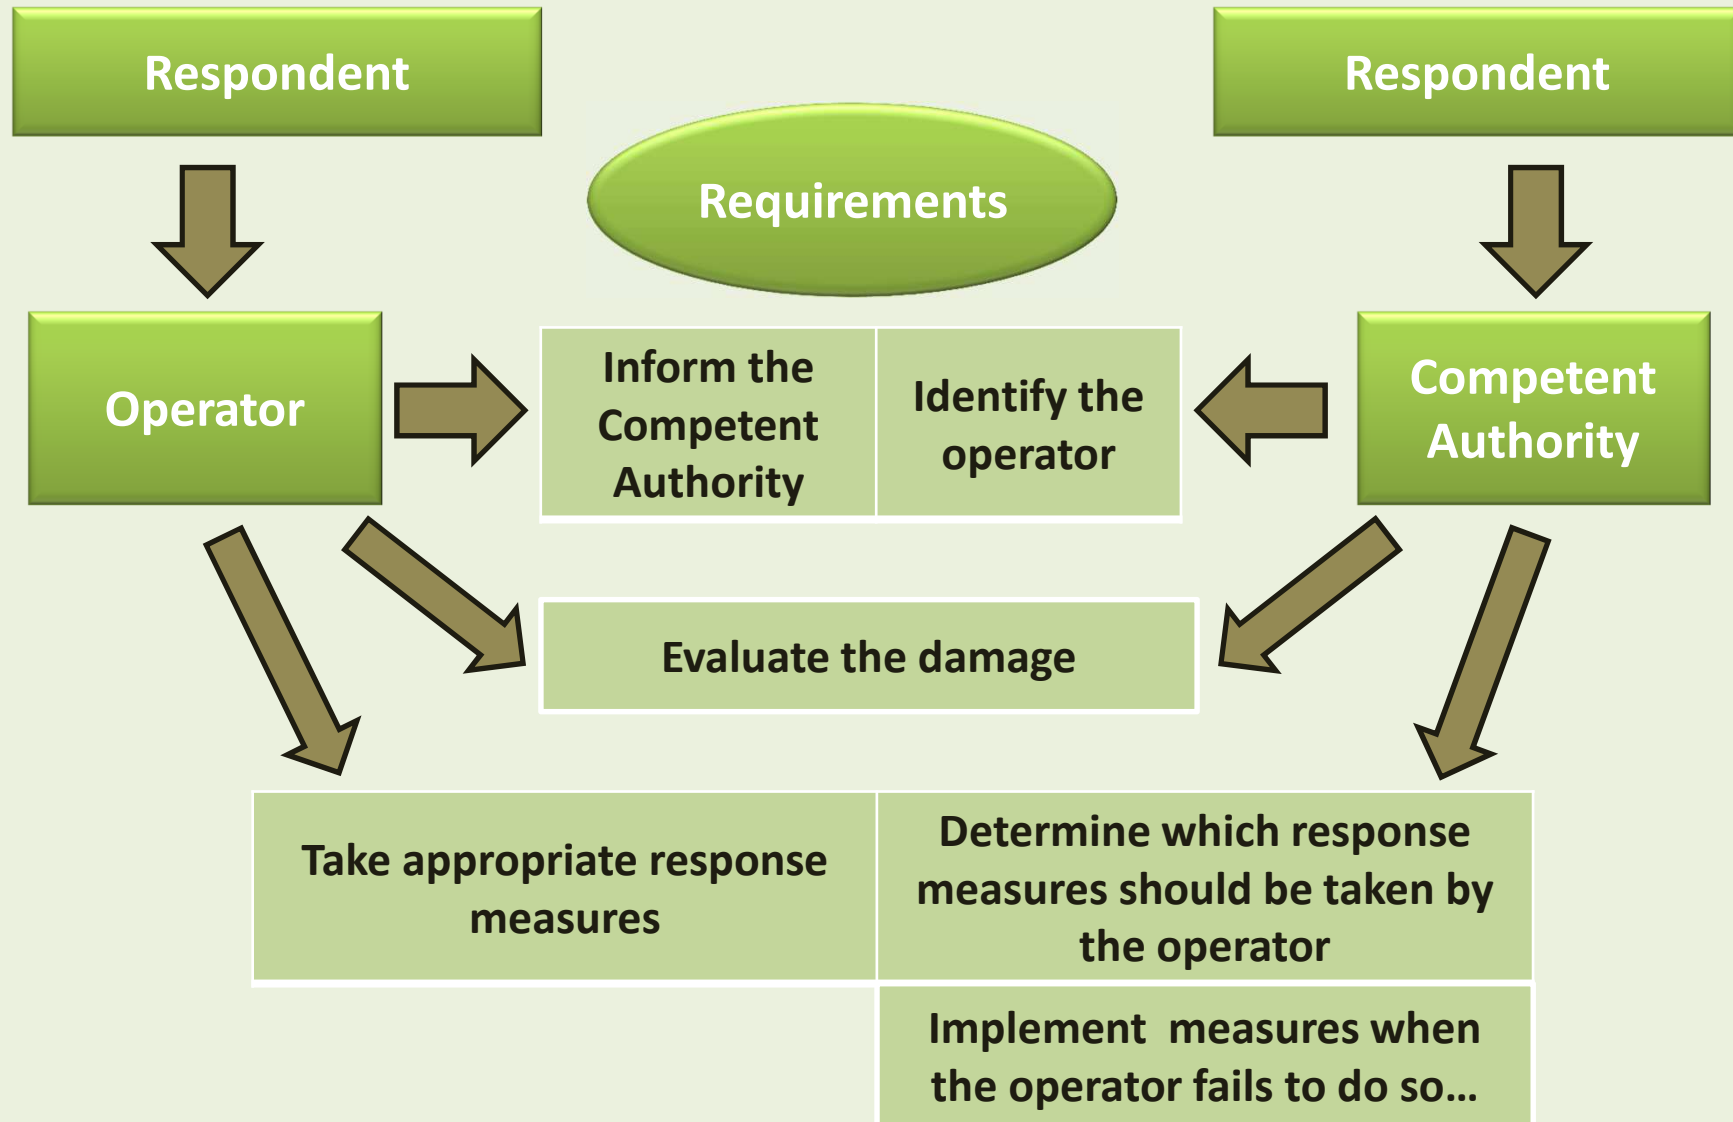 Respondent
Respondent
Requirements
Operator
Inform the
Competent
Authority
Identify the
operator
Competent
Authority
Evaluate the damage
Take appropriate response
measures
Determine which response
measures should be taken by
the operator
Implement  measures when
the operator fails to do so...